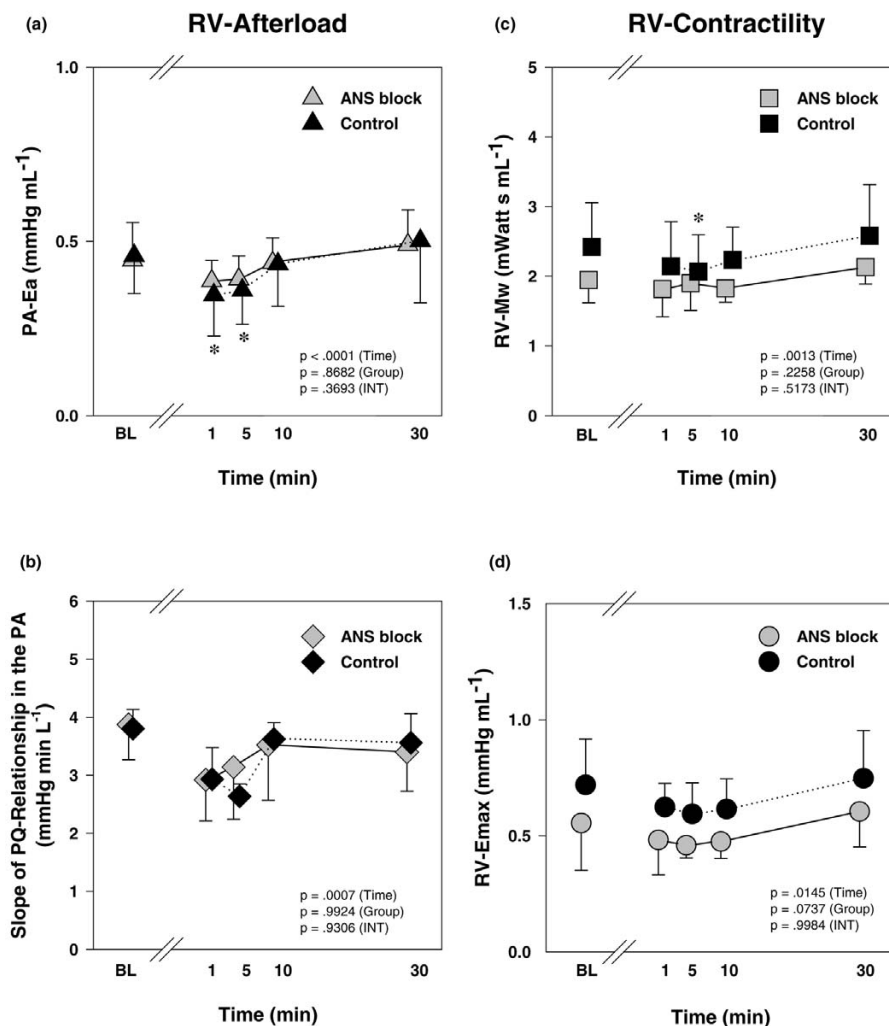 RV-Afterload
(a)
ANS block
Control
1.0
0.5
0.0
PA-Ea (mmHg mL-1)
*
*
p < .0001 (Time)
p = .8682 (Group)
p = .3693 (INT)
BL
1
5
10
30
Time (min)
RV-Contractility
(c)
ANS block
Control
5
4
3
2
1
0
RV-Mw (mWatt s mL-1)
*
p = .0013 (Time)
p = .2258 (Group)
p = .5173 (INT)
BL
1
5
10
30
Time (min)
(b)
ANS block
Control
6
5
4
3
2
1
0
Slope of PQ-Relationship in the PA
(mmHg min L-1)
p = .0007 (Time)
p = .9924 (Group)
p = .9306 (INT)
BL
1
5
10
30
Time (min)
(d)
ANS block
Control
1.5
1.0
0.5
0.0
RV-Emax (mmHg mL-1)
p = .0145 (Time)
p = .0737 (Group)
p = .9984 (INT)
BL
1
5
10
30
Time (min)